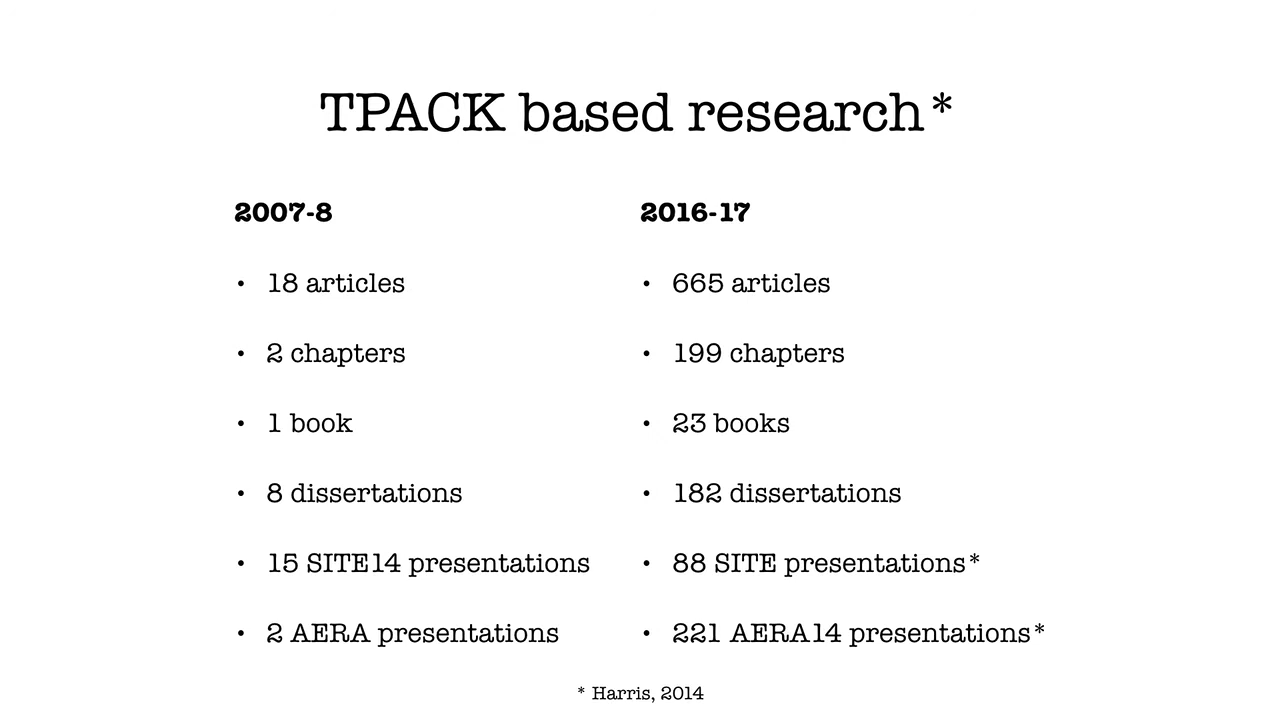 TPACK based research*
2007-8
• 18 articles
• 2 chapters
• 1 book
• 8 dissertations
• 15 SITE14 presentations
• 2 AERA presentations
2016-17
• 665 articles
• 199 chapters
• 23 books
• 182 dissertations
• 88 SITE presentations*
• 221 AERA14 presentations*
* Harris, 2014